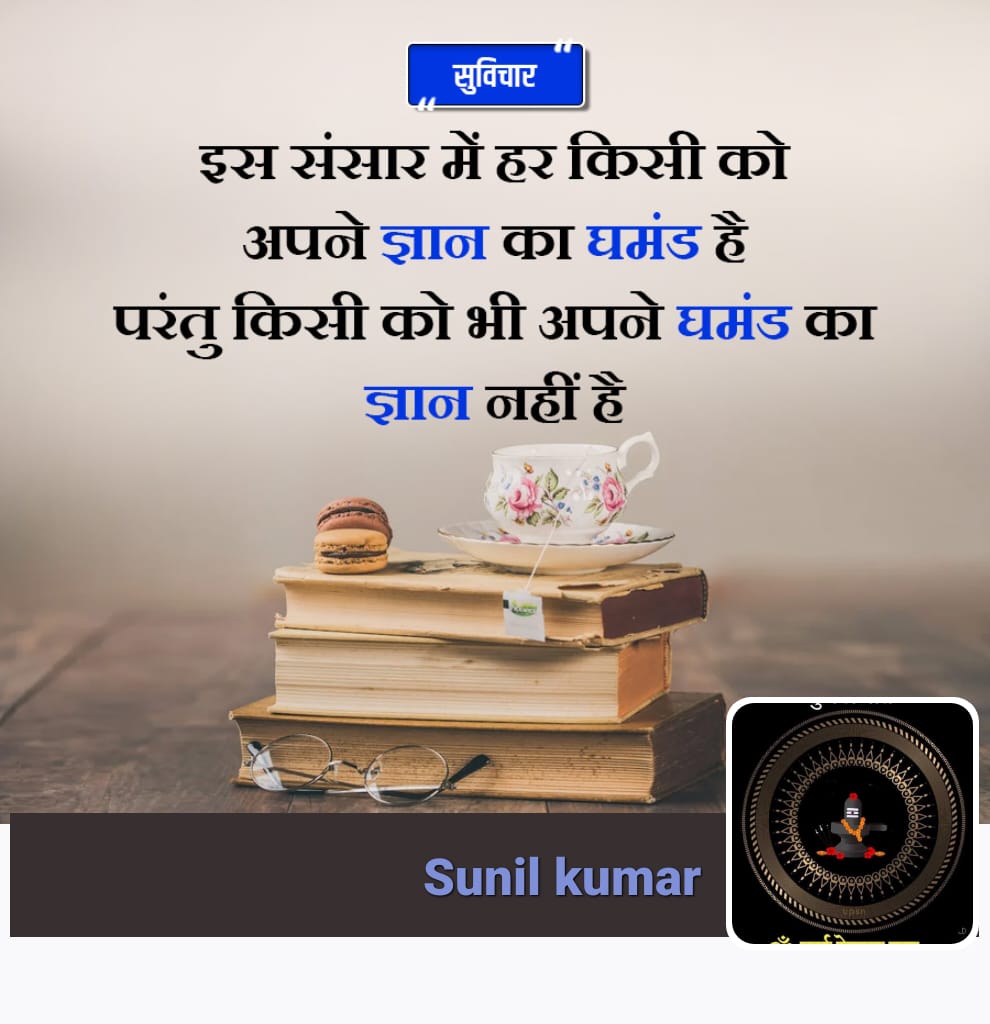 सुविचार
इस संसार में हर किसी को
अपने ज्ञान का घमंड है
परंतु किसी को भी अपने घमंड का
ज्ञान नहीं है
Sunil kumar